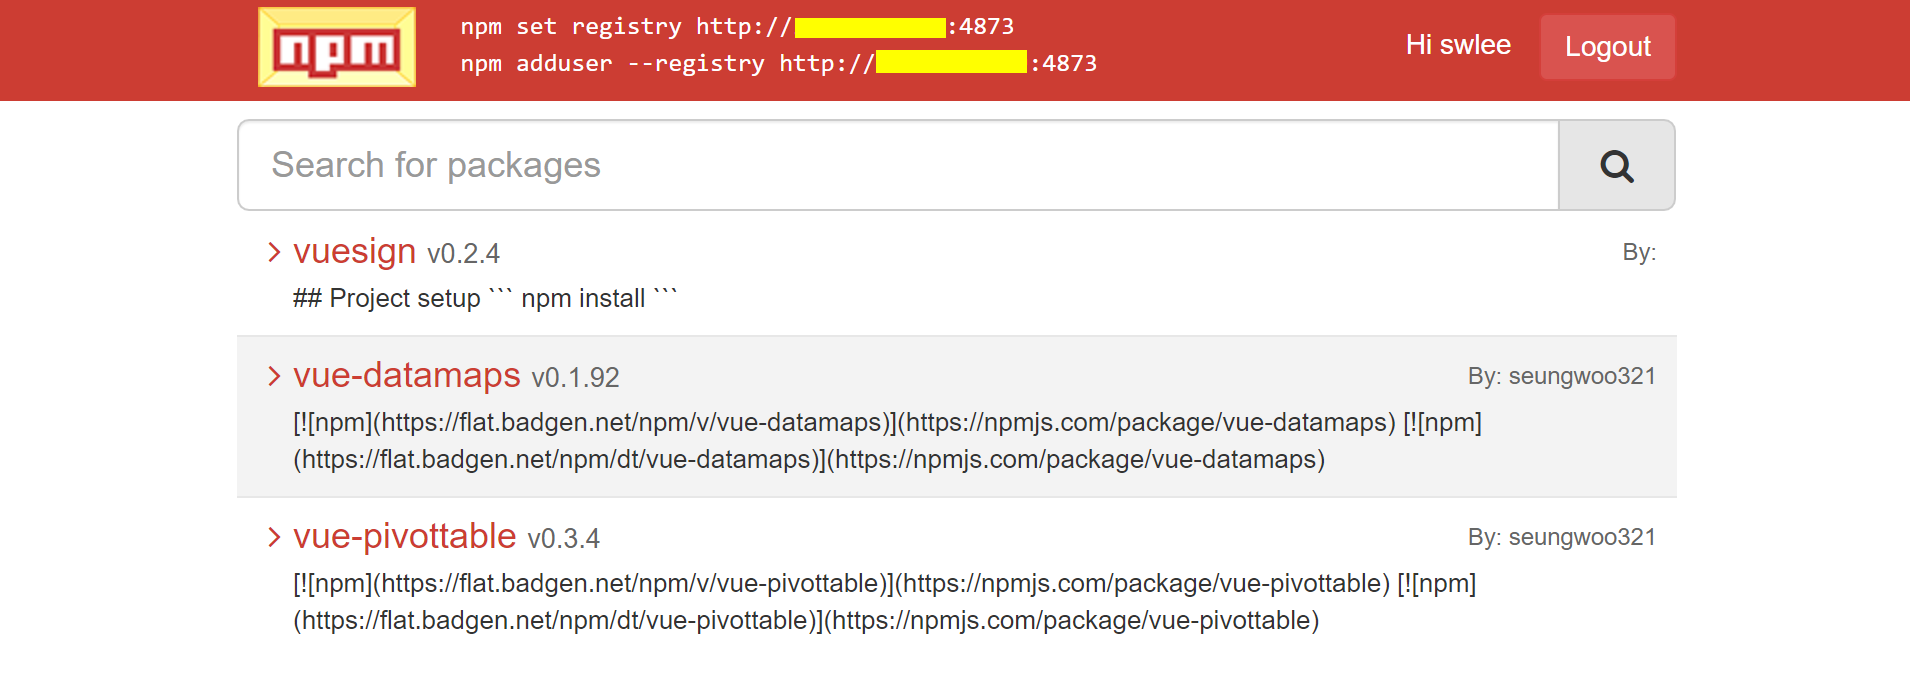 npm
npm set registry http:// :4873
npm adduser --registry http:// :4873
Hi swlee
Logout
Search for packages
vuesign v0.2.4
By:
## Project setup ``` npm install ```
vue-datamaps v0.1.92
By: seungwoo321
[![npm](https://flat.badgen.net/npm/v/vue-datamaps)](https://npmjs.com/package/vue-datamaps) [![npm]
(https://flat.badgen.net/npm/dt/vue-datamaps)](https://npmjs.com/package/vue-datamaps)
vue-pivottable v0.3.4
By: seungwoo321
[![npm](https://flat.badgen.net/npm/v/vue-pivottable)](https://npmjs.com/package/vue-pivottable) [![npm]
(https://flat.badgen.net/npm/dt/vue-pivottable)](https://npmjs.com/package/vue-pivottable)